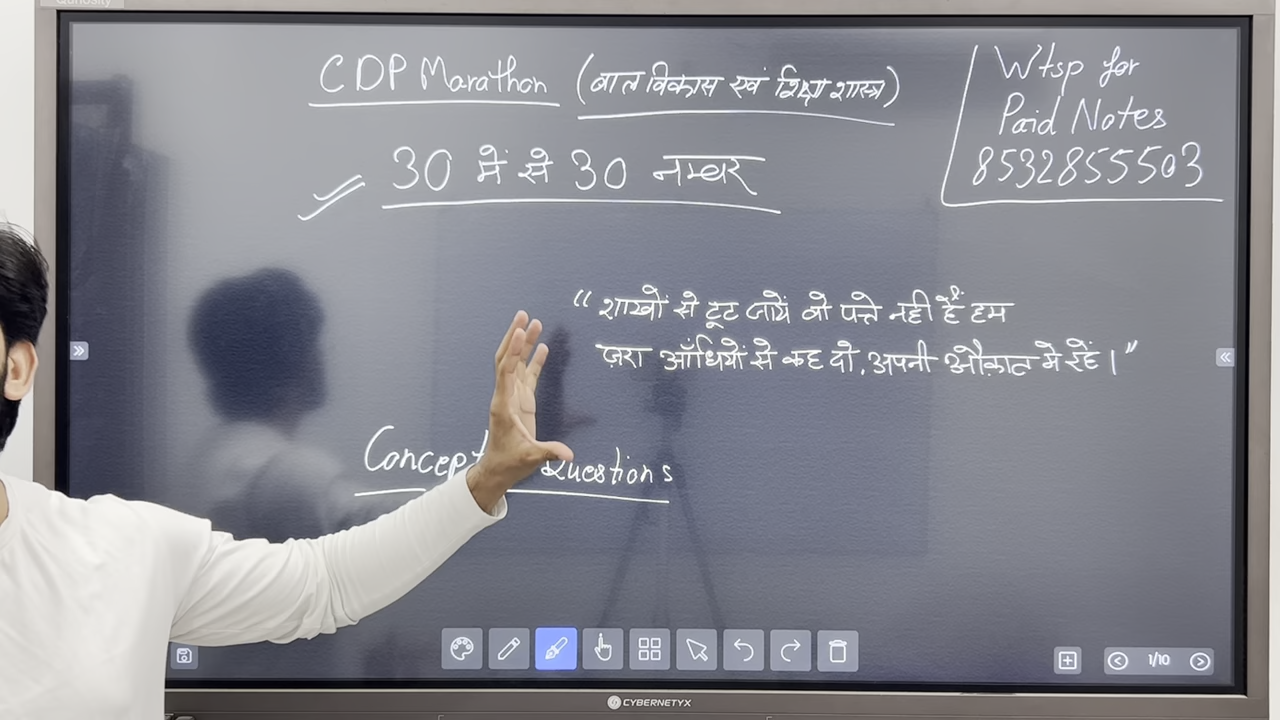 CDP Marathon (बाल विकास एवं शिक्षा शास्त्र)
30 में से 30 नम्बर
Wtsp for
Paid Notes
8532855503
"शाखों से टूट जायें वो पत्ते नही हैं हम
ज़रा आँधियों से कह दो, अपनी औक़ात मे रहें।"
Concept Questions
1/10
CYBERNETYX